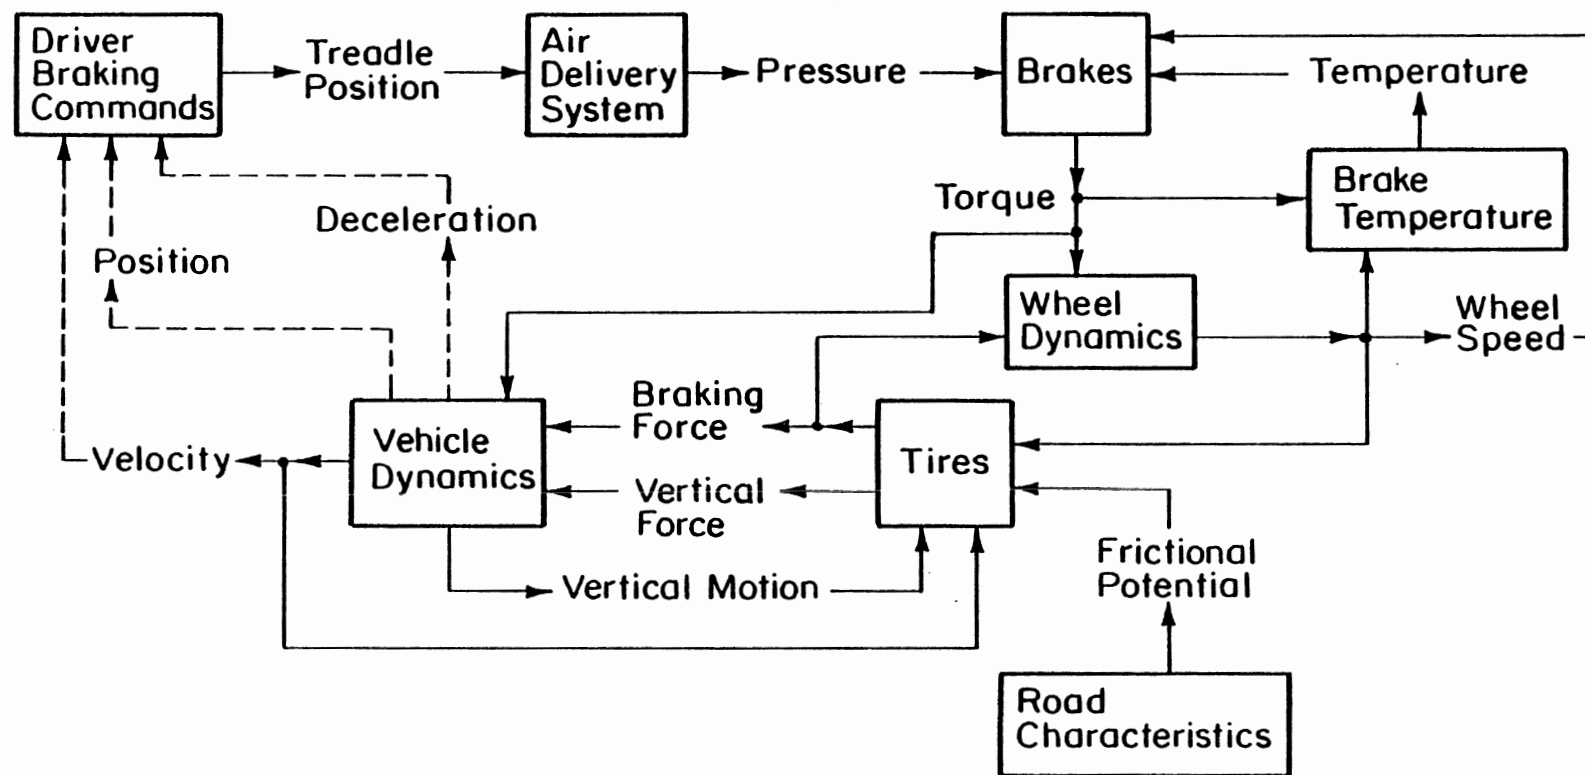 Driver
Braking
Commands
Treadle
Position
Air
Delivery
System
Pressure
Brakes
Temperature
Torque
Brake
Temperature
Deceleration
Position
Wheel
Dynamics
Wheel
Speed
Braking
Force
Vehicle
Dynamics
Velocity
Tires
Vertical
Force
Vertical Motion
Frictional
Potential
Road
Characteristics